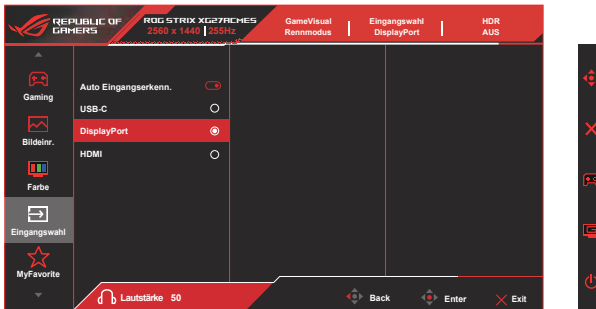 REPUBLIC OF
GAMERS
ROG STRIX XG27ACMES
2560 x 1440 255Hz
GameVisual
Rennmodus
Eingangswahl
DisplayPort
HDR
AUS
Gaming
Bildeinr.
Farbe
Eingangswahl
MyFavorite
Auto Eingangserkenn.
USB-C
DisplayPort
HDMI
Lautstärke 50
Back
Enter
Exit